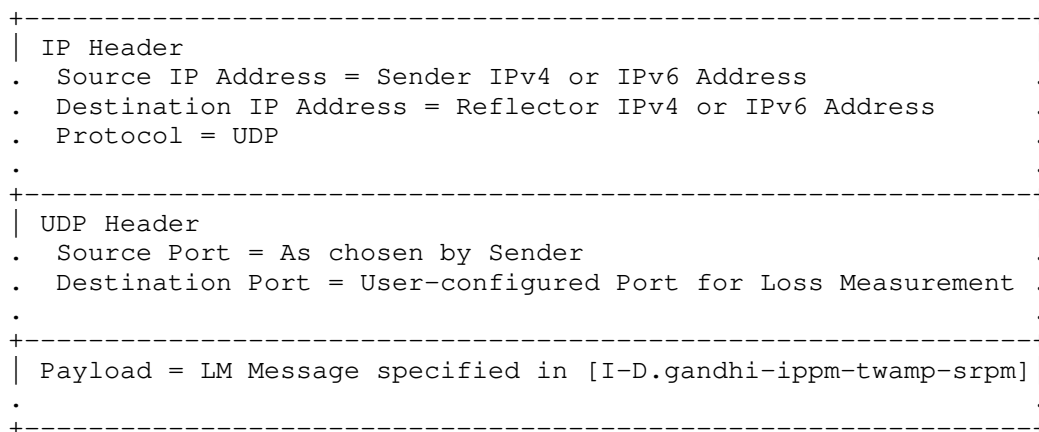 +---------------------------------------------------------------
| IP Header
.  Source IP Address = Sender IPv4 or IPv6 Address              .
.  Destination IP Address = Reflector IPv4 or IPv6 Address      .
.  Protocol = UDP                                               .
.                                                               .
+---------------------------------------------------------------
| UDP Header
.  Source Port = As chosen by Sender                            .
.  Destination Port = User-configured Port for Loss Measurement .
.                                                               .
+---------------------------------------------------------------
| Payload = LM Message specified in [I-D.gandhi-ippm-twamp-srpm]
.                                                               .
+---------------------------------------------------------------